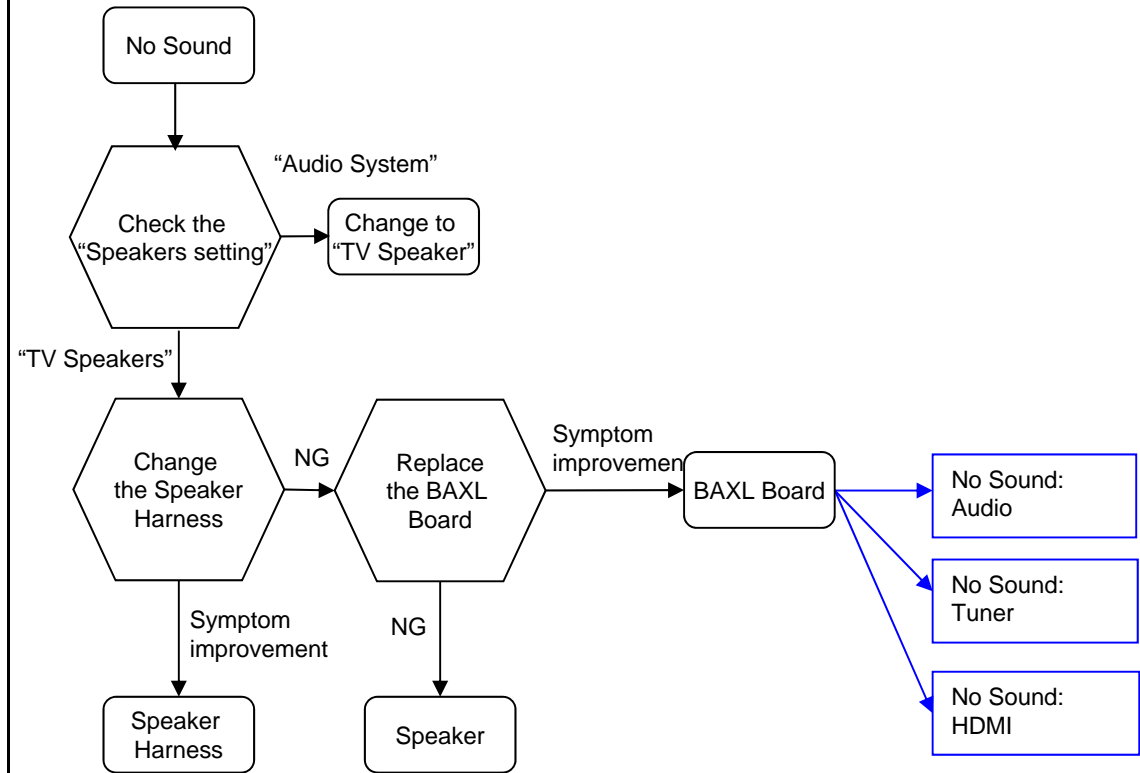 No Sound
“Audio System”
Check the
“Speakers setting”
Change to
“TV Speaker”
“TV Speakers”
Change
the Speaker
Harness
NG
Replace
the BAXL
Board
Symptom
improvemen
BAXL Board
No Sound:
Audio
No Sound:
Tuner
No Sound:
HDMI
Symptom
improvement
NG
Speaker
Harness
Speaker